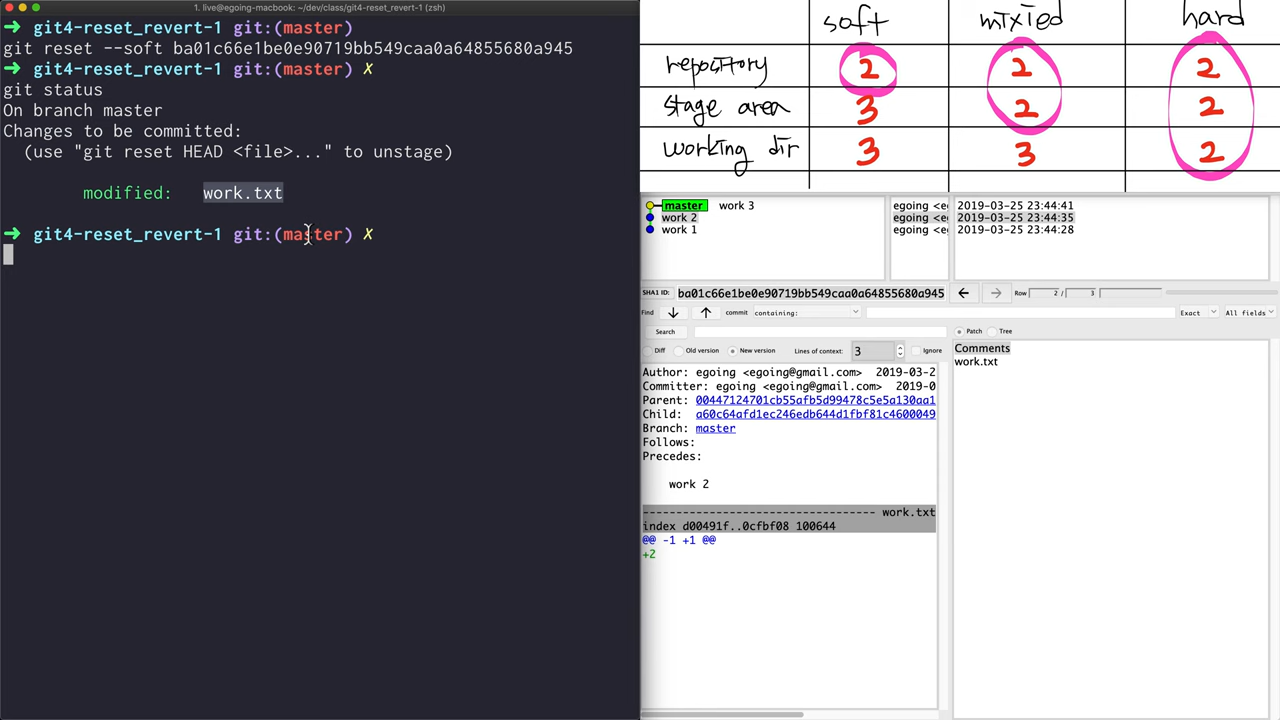 1. live@egoing-macbook: ~/dev/class/git4-reset_revert-1 (zsh)
➜ git4-reset_revert-1 git:(master)
git reset --soft ba01c66e1be0e90719bb549caa0a64855680a945
➜ git4-reset_revert-1 git:(master) ✗
git status
On branch master
Changes to be committed:
(use "git reset HEAD <file>..." to unstage)
modified: work.txt
➜ git4-reset_revert-1 git:(master) ✗
soft mixied hard
repository 2 2 2
stage area 3 2 2
working dir 3 3 2
master work 3 egoing <e 2019-03-25 23:44:41
work 2 egoing <e 2019-03-25 23:44:35
work 1 egoing <e 2019-03-25 23:44:28
SHA1 ID: ba01c66e1be0e90719bb549caa0a64855680a945 ← → Row 2 / 3
Find ↓ ↑ commit containing: Exact All fields
Search Patch Tree
Diff Old version New version Lines of context: 3 Ignore
Comments
work.txt
Author: egoing <egoing@gmail.com> 2019-03-2
Committer: egoing <egoing@gmail.com> 2019-0
Parent: 00447124701cb55afb5d99478c5e5a130aa1
Child: a60c64afd1ec246edb644d1fbf81c4600049
Branch: master
Follows:
Precedes:
work 2
------------------------------- work.txt
index d00491f..0cfbf08 100644
@@ -1 +1 @@
+2